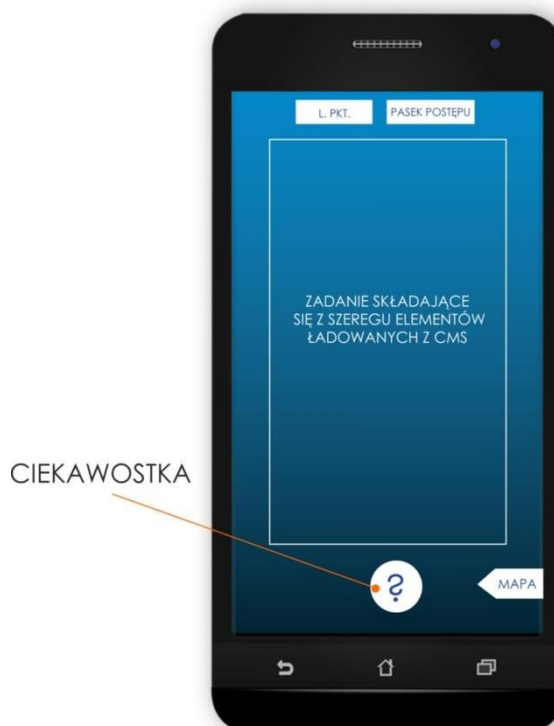 L. PKT.
PASEK POSTĘPU
ZADANIE SKŁADAJĄCE
SIĘ Z SZEREGU ELEMENTÓW
ŁADOWANYCH Z CMS
CIEKAWOSTKA
?
MAPA